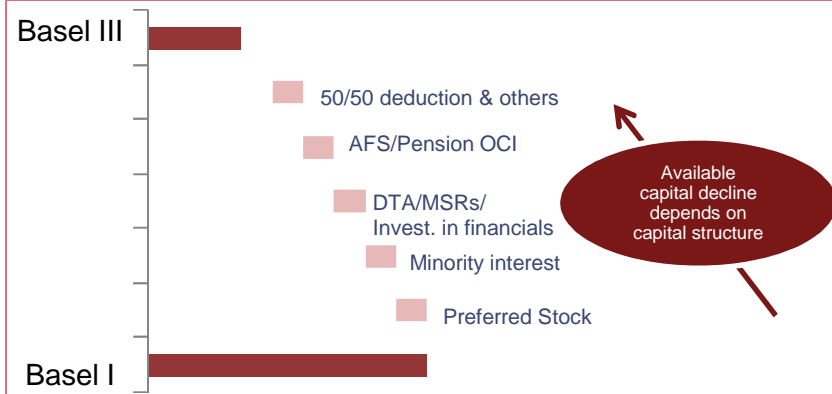 Basel III
50/50 deduction & others
AFS/Pension OCI
DTA/MSRs/
Invest. in financials
Minority interest
Preferred Stock
Basel I
Available
capital decline
depends on
capital structure